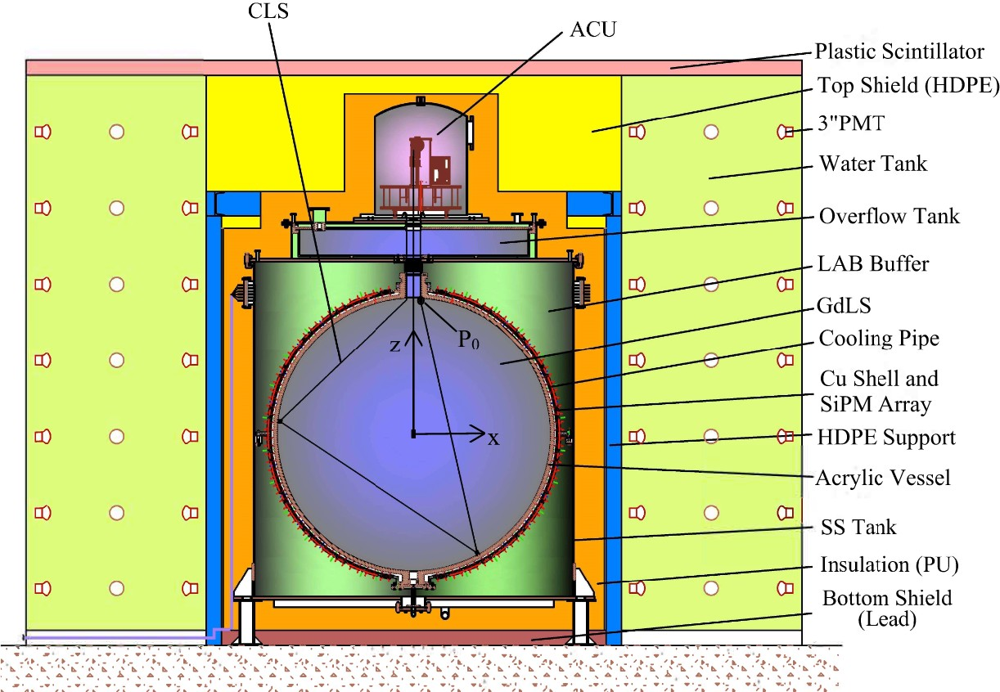 CLS
ACU
Plastic Scintillator
Top Shield (HDPE)
3"PMT
Water Tank
Overflow Tank
LAB Buffer
GdLS
Cooling Pipe
P₀
z
Cu Shell and
SiPM Array
x
HDPE Support
Acrylic Vessel
SS Tank
Insulation (PU)
Bottom Shield
(Lead)